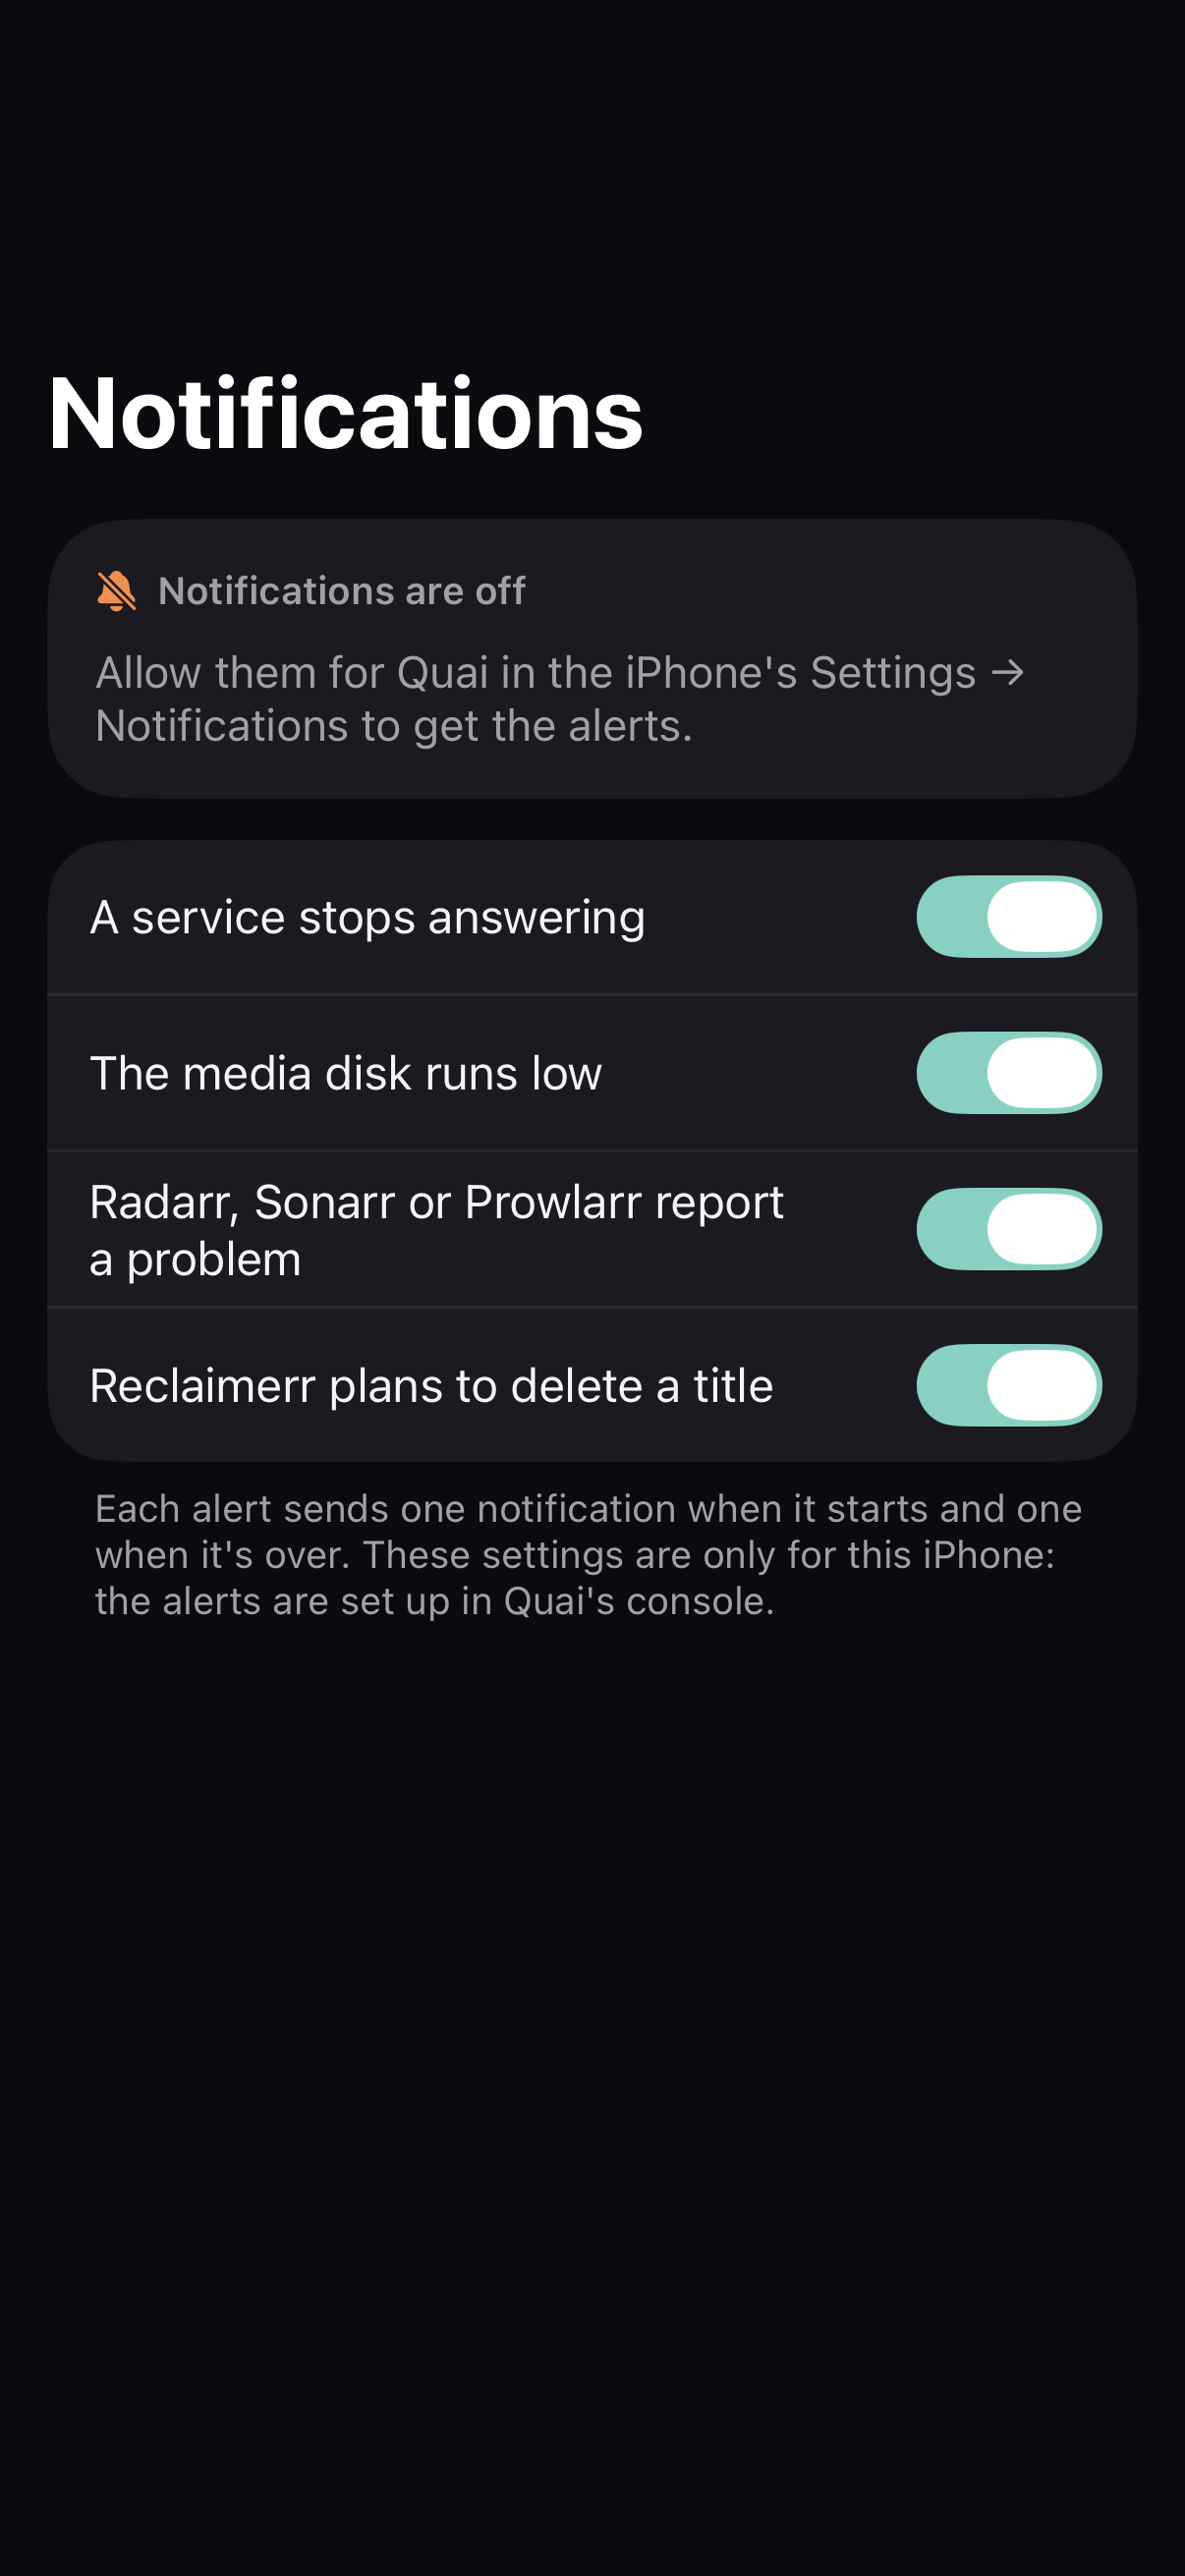 Notifications
Notifications are off
Allow them for Quai in the iPhone's Settings →
Notifications to get the alerts.
A service stops answering
The media disk runs low
Radarr, Sonarr or Prowlarr report
a problem
Reclaimerr plans to delete a title
Each alert sends one notification when it starts and one
when it's over. These settings are only for this iPhone:
the alerts are set up in Quai's console.